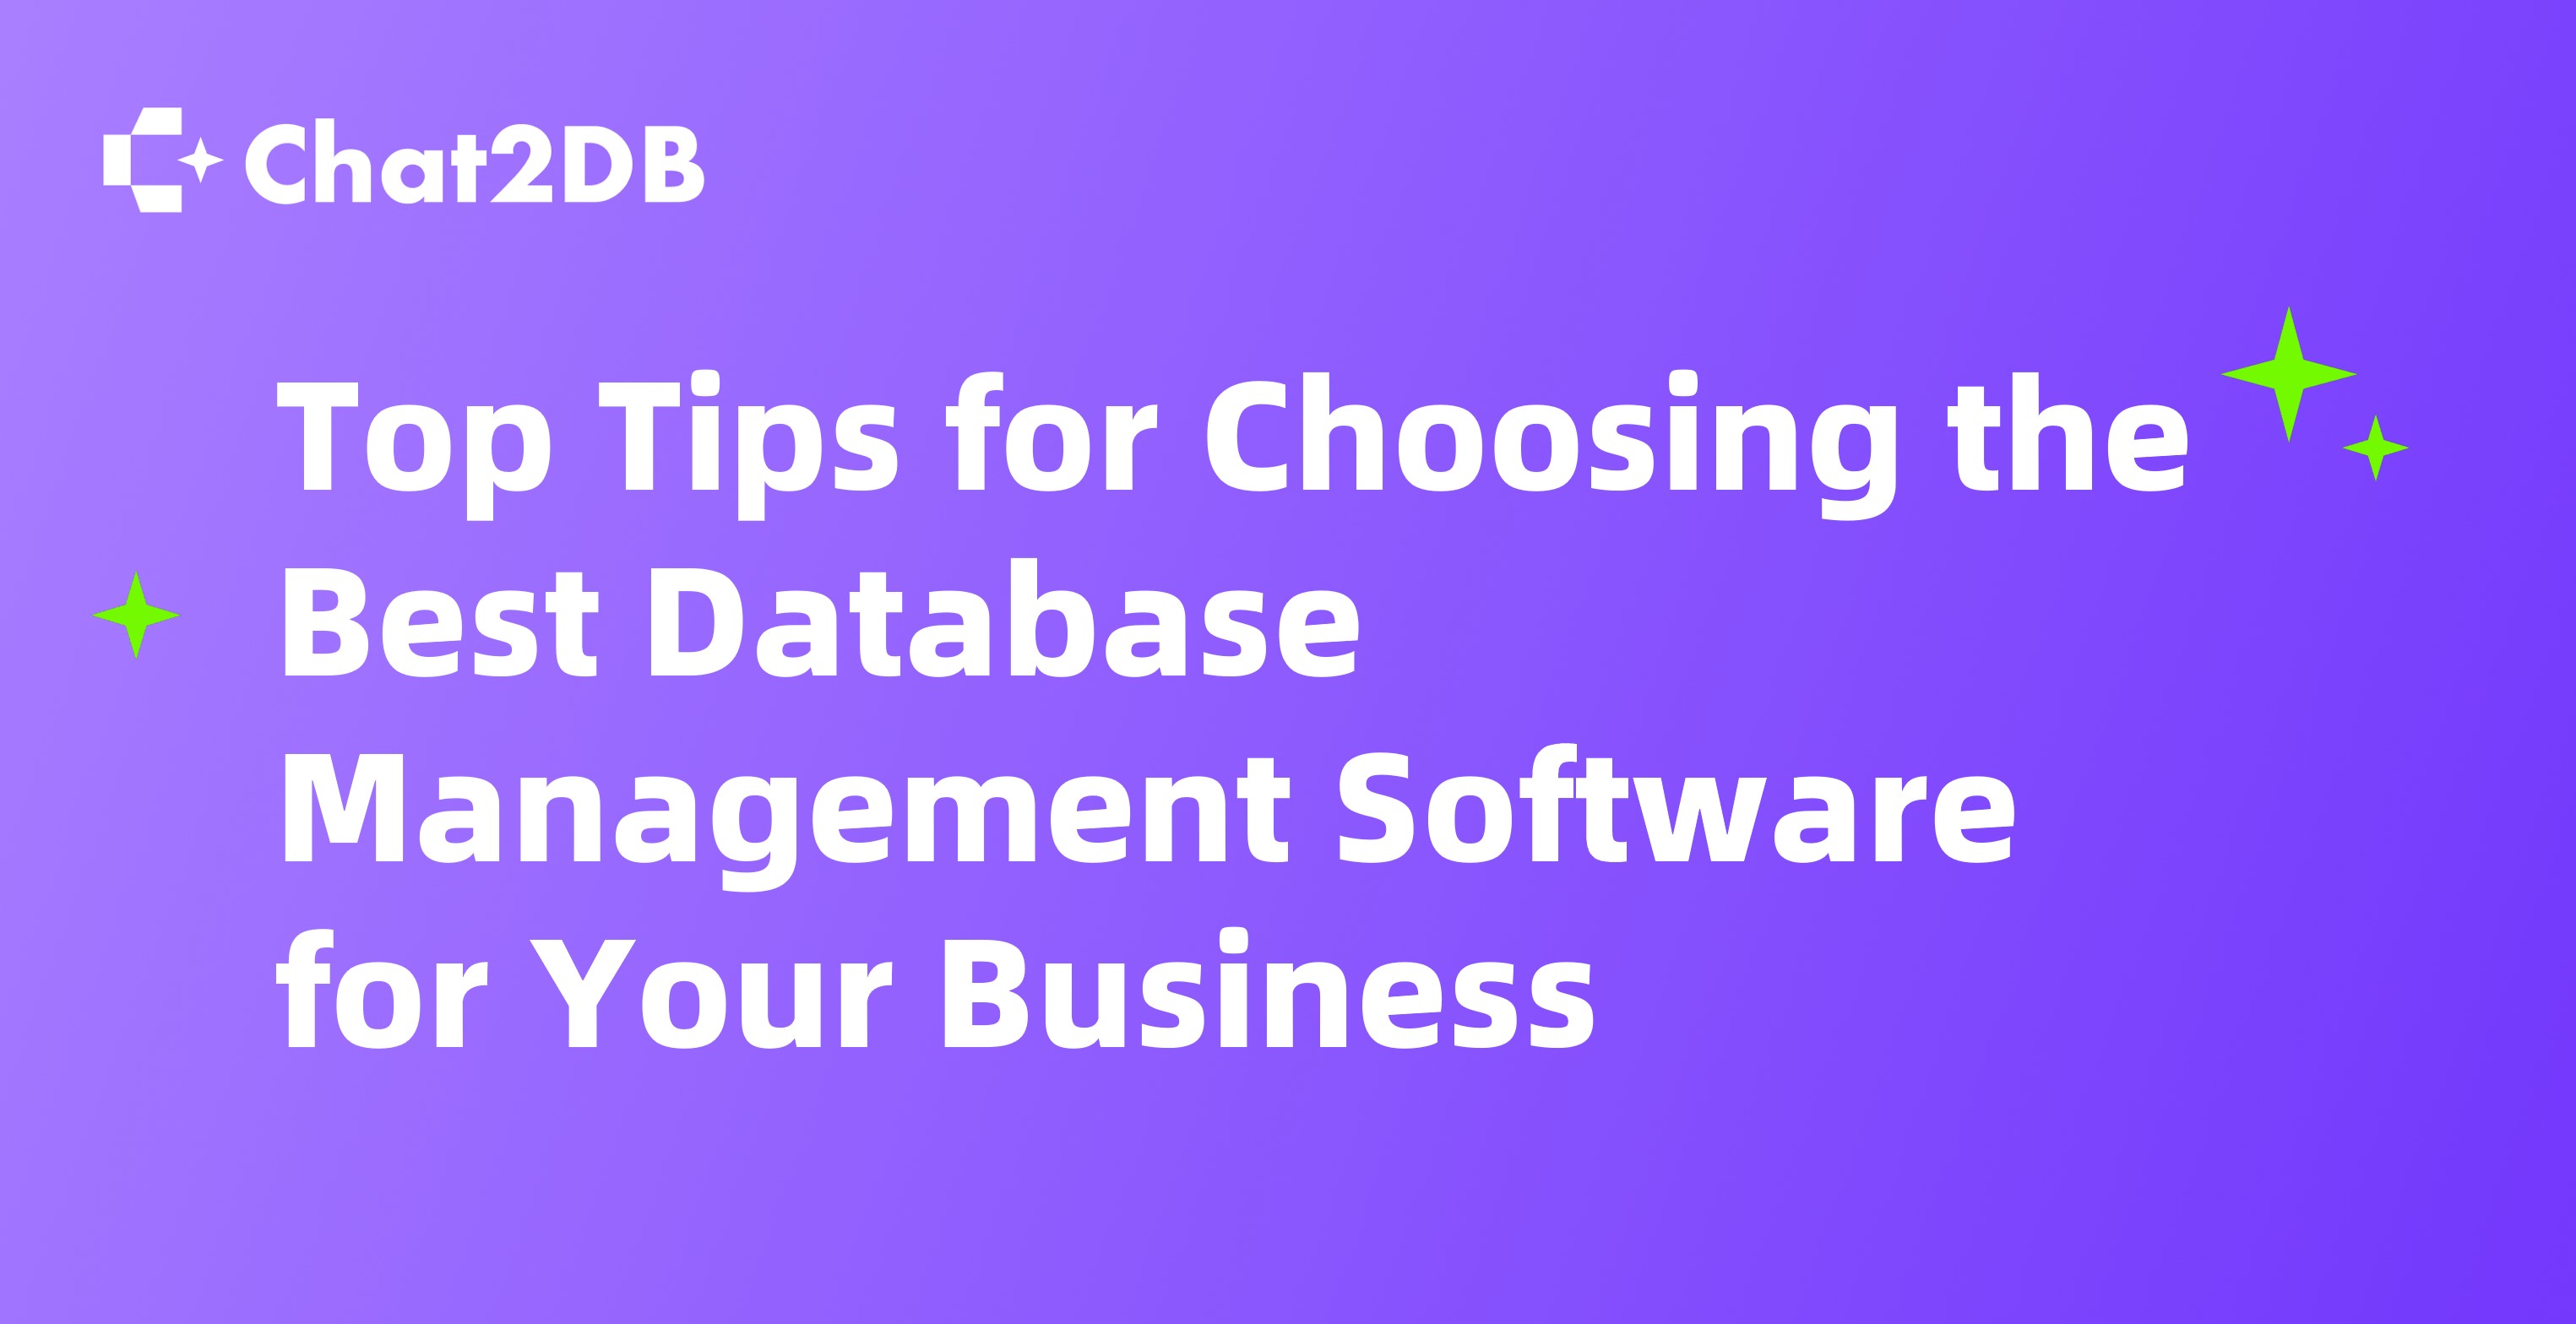 Chat2DB
Top Tips for Choosing the
Best Database
Management Software
for Your Business